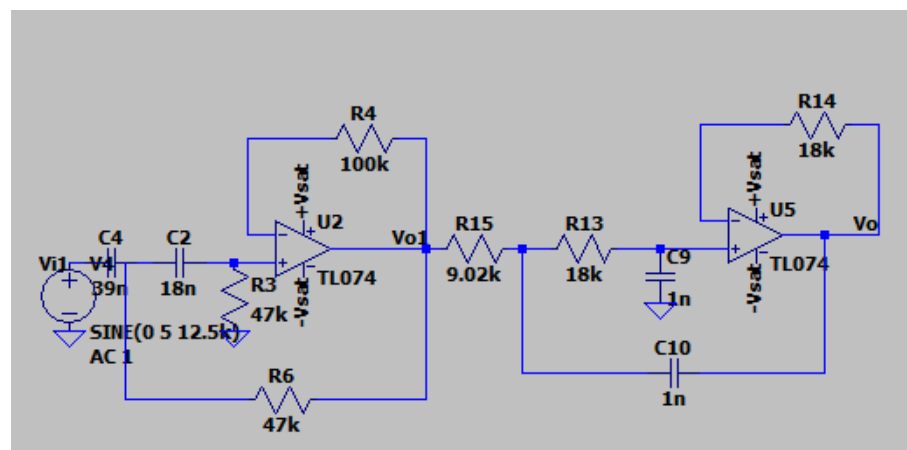 R4
100k
+Vsat
U2
TL074
-Vsat
Vi1
C4
V4
39n
C2
18n
R3
47k
SINE(0 5 12.5k)
AC 1
R6
47k
Vo1
R15
9.02k
R13
18k
C9
1n
C10
1n
R14
18k
+Vsat
U5
TL074
-Vsat
Vo